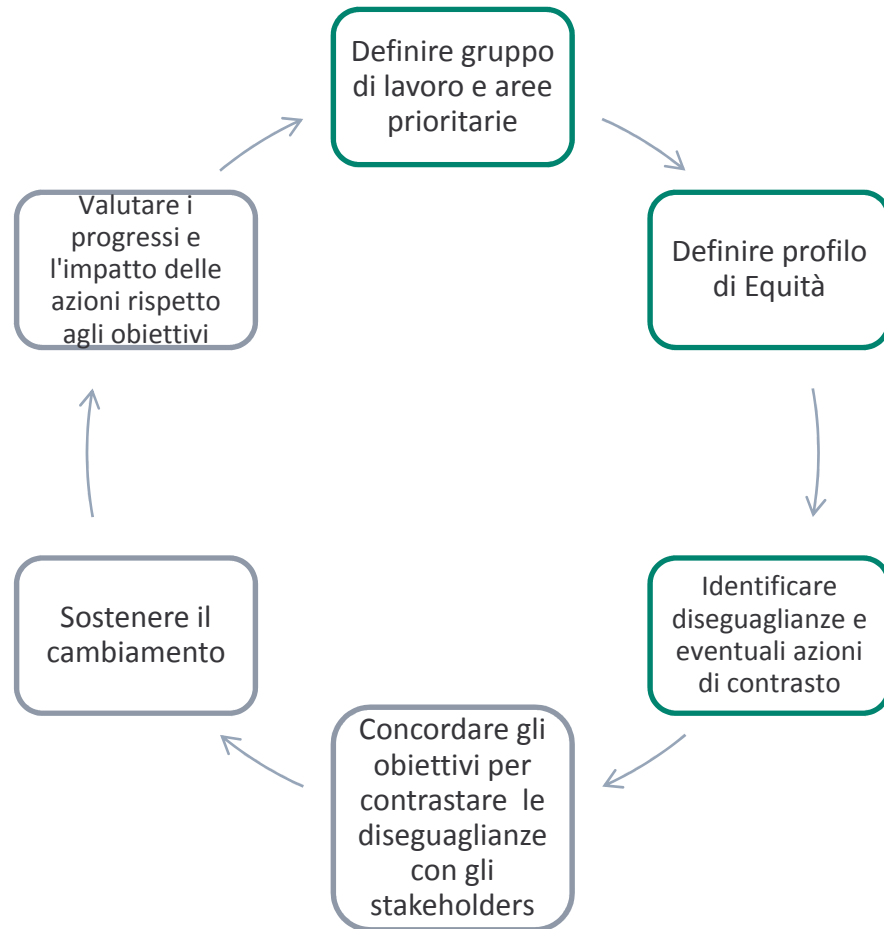 Definire gruppo
di lavoro e aree
prioritarie
Definire profilo
di Equità
Identificare
diseguaglianze e
eventuali azioni
di contrasto
Concordare gli
obiettivi per
contrastare le
diseguaglianze
con gli
stakeholders
Sostenere il
cambiamento
Valutare i
progressi e
l'impatto delle
azioni rispetto
agli obiettivi